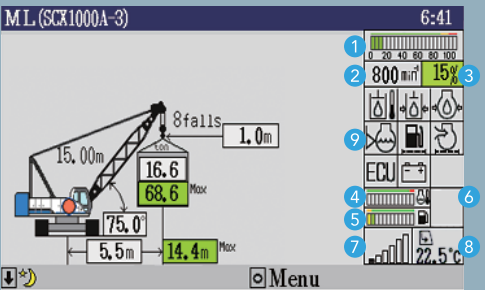 ML(SCX1000A-3) 6:41
1
0 20 40 60 80 100
2 800 min⁻¹ 15% 3
8falls
1.0m
9
15.00m
ton
16.6
68.6 Max
ECU
75.0°
4 6
5
5.5m 14.4m Max
7 22.5°c 8
Menu